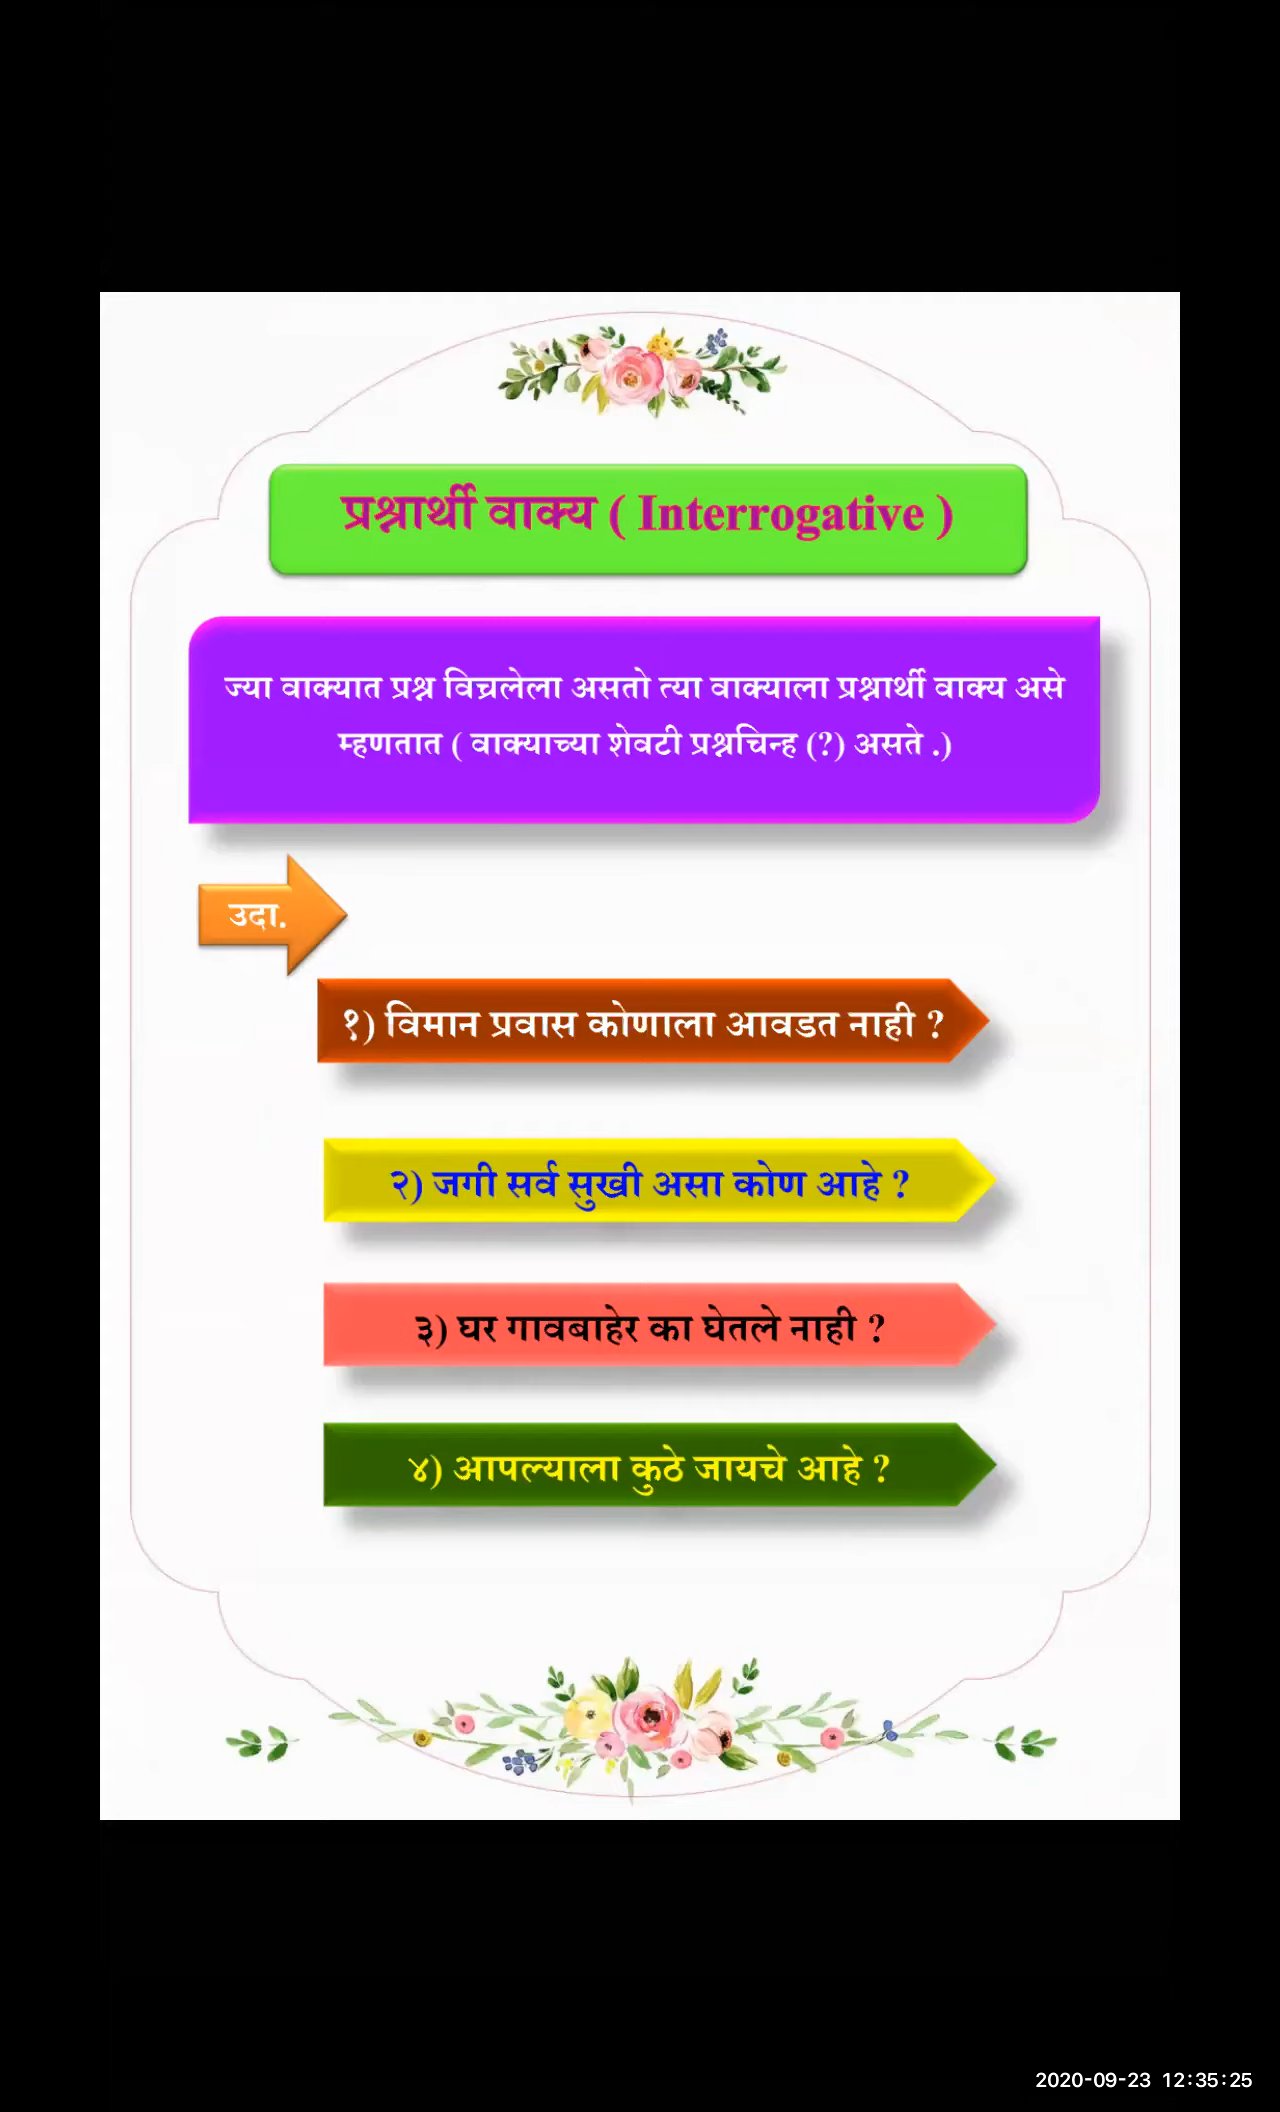 प्रश्नार्थी वाक्य ( Interrogative )
ज्या वाक्यात प्रश्न विच्रलेला असतो त्या वाक्याला प्रश्नार्थी वाक्य असे
म्हणतात ( वाक्याच्या शेवटी प्रश्नचिन्ह (?) असते .)
उदा.
१) विमान प्रवास कोणाला आवडत नाही ?
२) जगी सर्व सुखी असा कोण आहे ?
३) घर गावबाहेर का घेतले नाही ?
४) आपल्याला कुठे जायचे आहे ?
2020-09-23 12:35:25